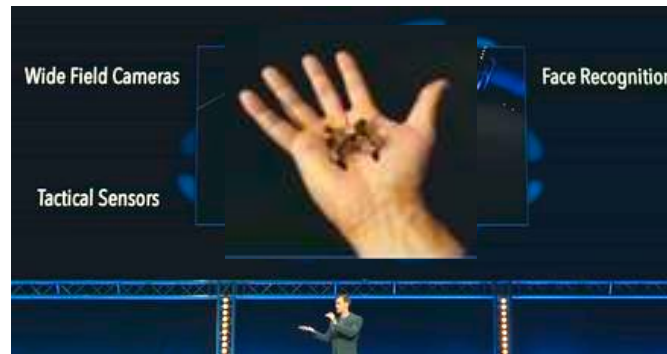 Wide Field Cameras
Face Recognition
Tactical Sensors